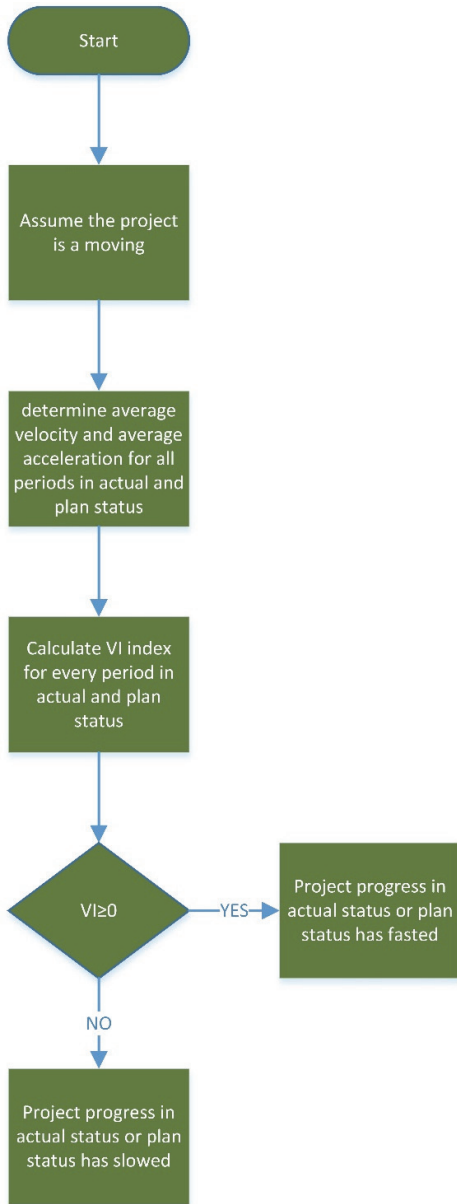 Start
Assume the project
is a moving
determine average
velocity and average
acceleration for all
periods in actual and
plan status
Calculate VI index
for every period in
actual and plan
status
VI≥0
YES
Project progress in
actual status or plan
status has fasted
NO
Project progress in
actual status or plan
status has slowed